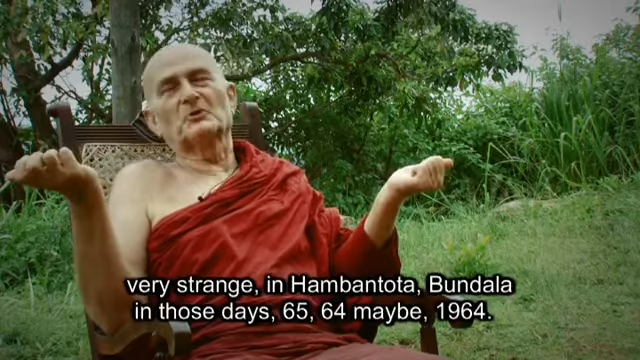 very strange, in Hambantota, Bundala
in those days, 65, 64 maybe, 1964.